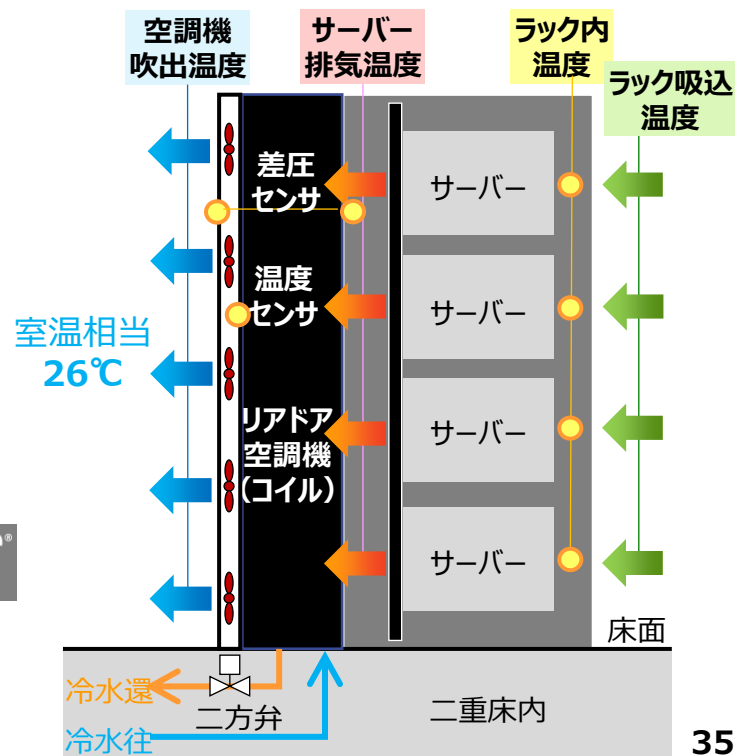 空調機
吹出温度
サーバー
排気温度
ラック内
温度
ラック吸込
温度
差圧
センサ
サーバー
温度
センサ
サーバー
室温相当
26℃
リアドア
空調機
（コイル）
サーバー
®
サーバー
床面
冷水還
二方弁
二重床内
冷水往
35